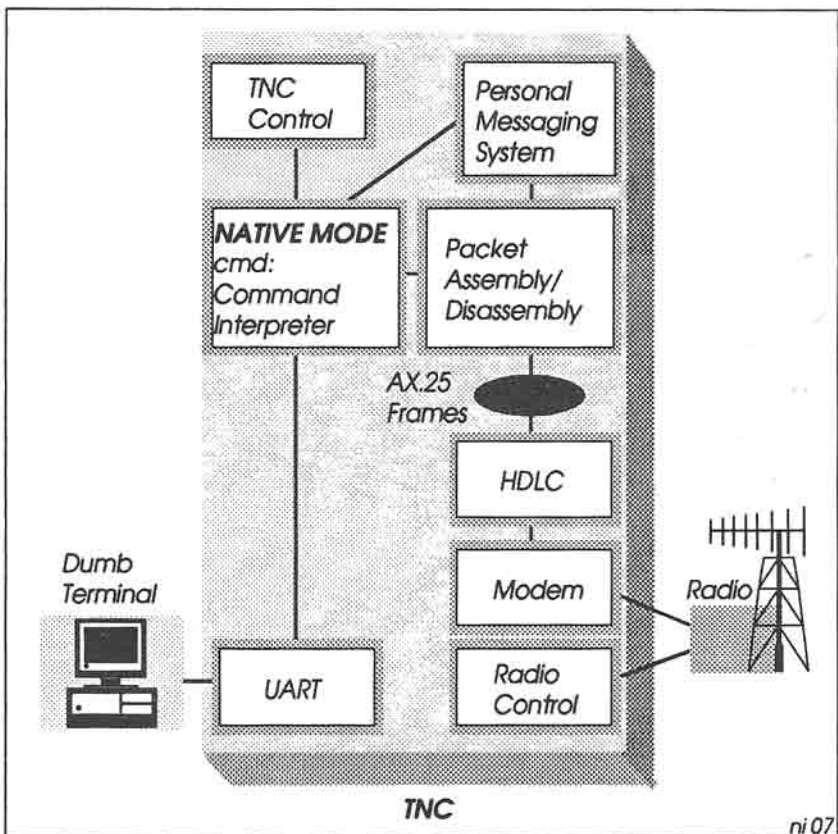 TNC
Control
Personal
Messaging
System
NATIVE MODE
cmd:
Command
Interpreter
Packet
Assembly/
Disassembly
AX.25
Frames
HDLC
Dumb
Terminal
Modem
Radio
UART
Radio
Control
TNC
ni 07